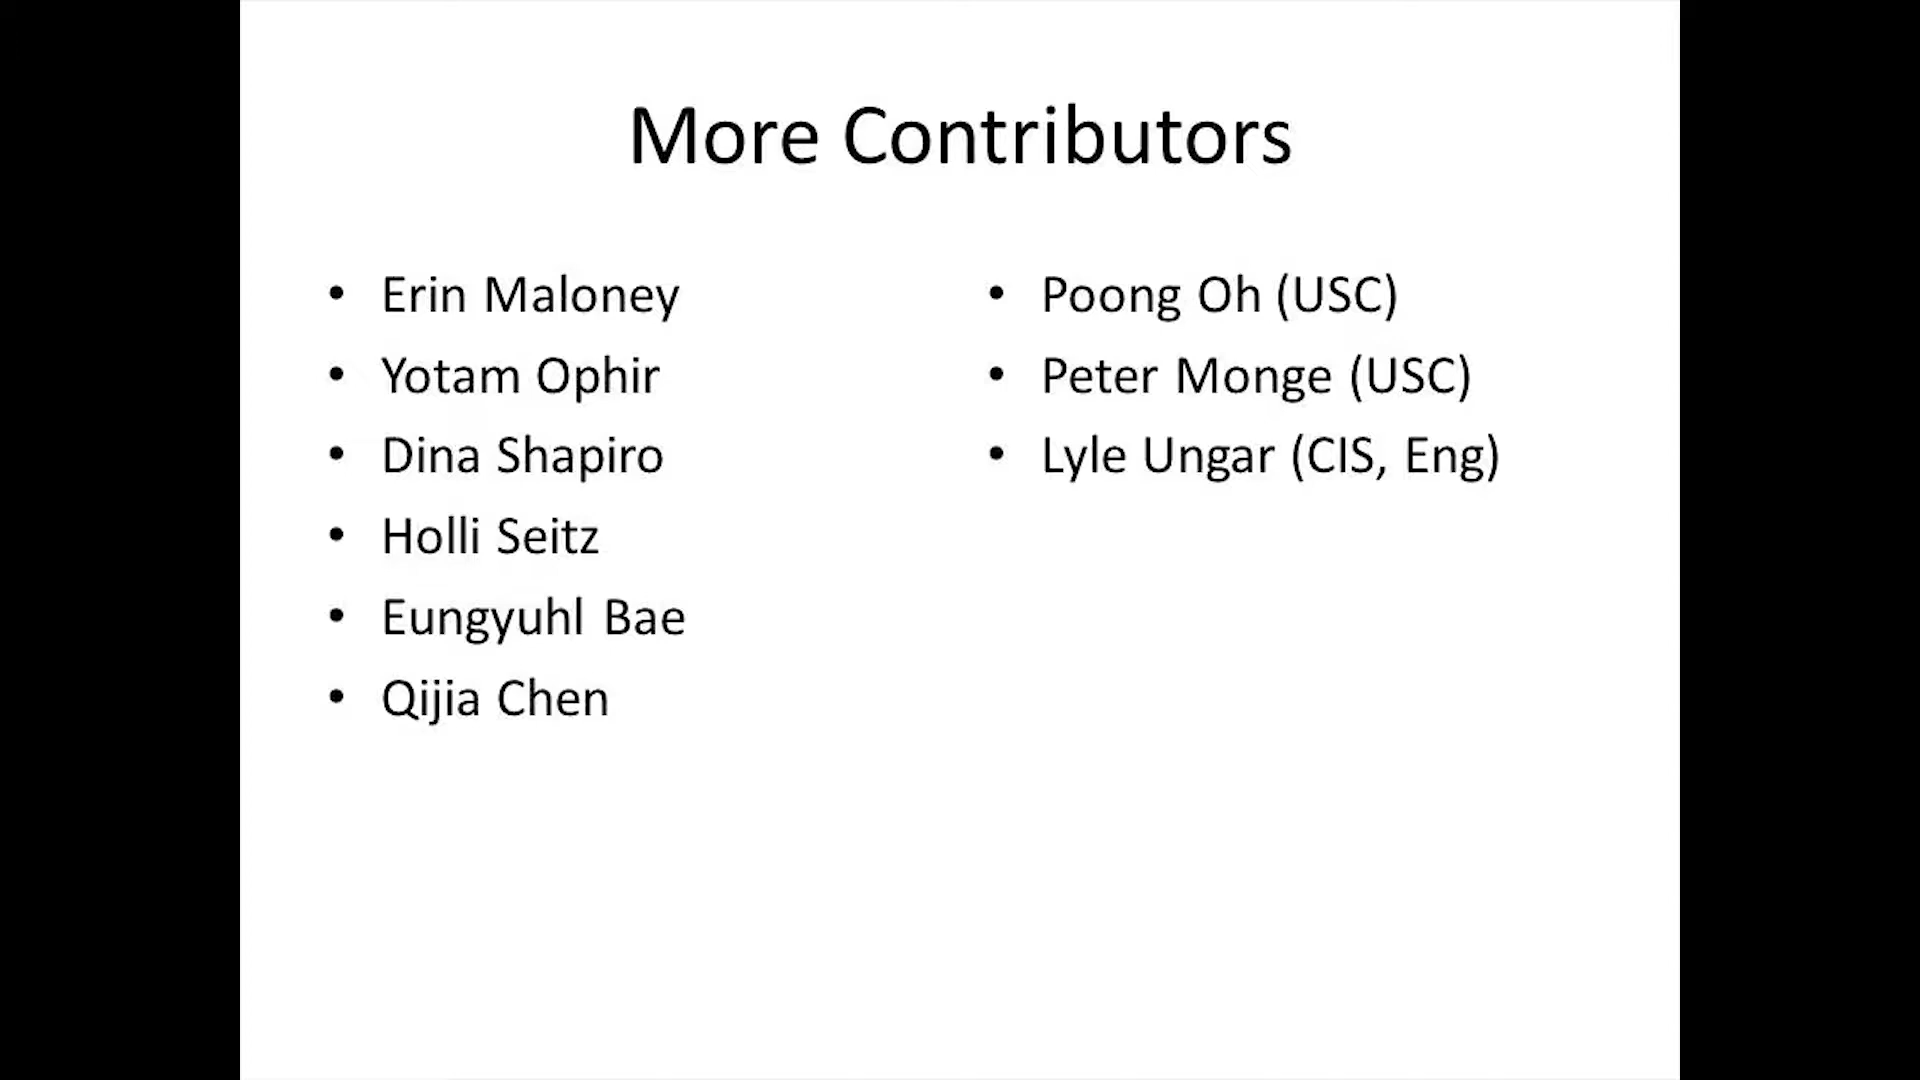 More Contributors
• Erin Maloney
• Yotam Ophir
• Dina Shapiro
• Holli Seitz
• Eungyuhl Bae
• Qijia Chen
• Poong Oh (USC)
• Peter Monge (USC)
• Lyle Ungar (CIS, Eng)